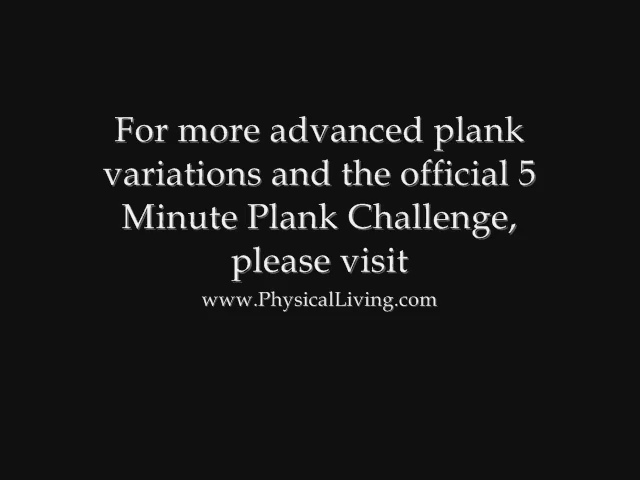 For more advanced plank
variations and the official 5
Minute Plank Challenge,
please visit
www.PhysicalLiving.com